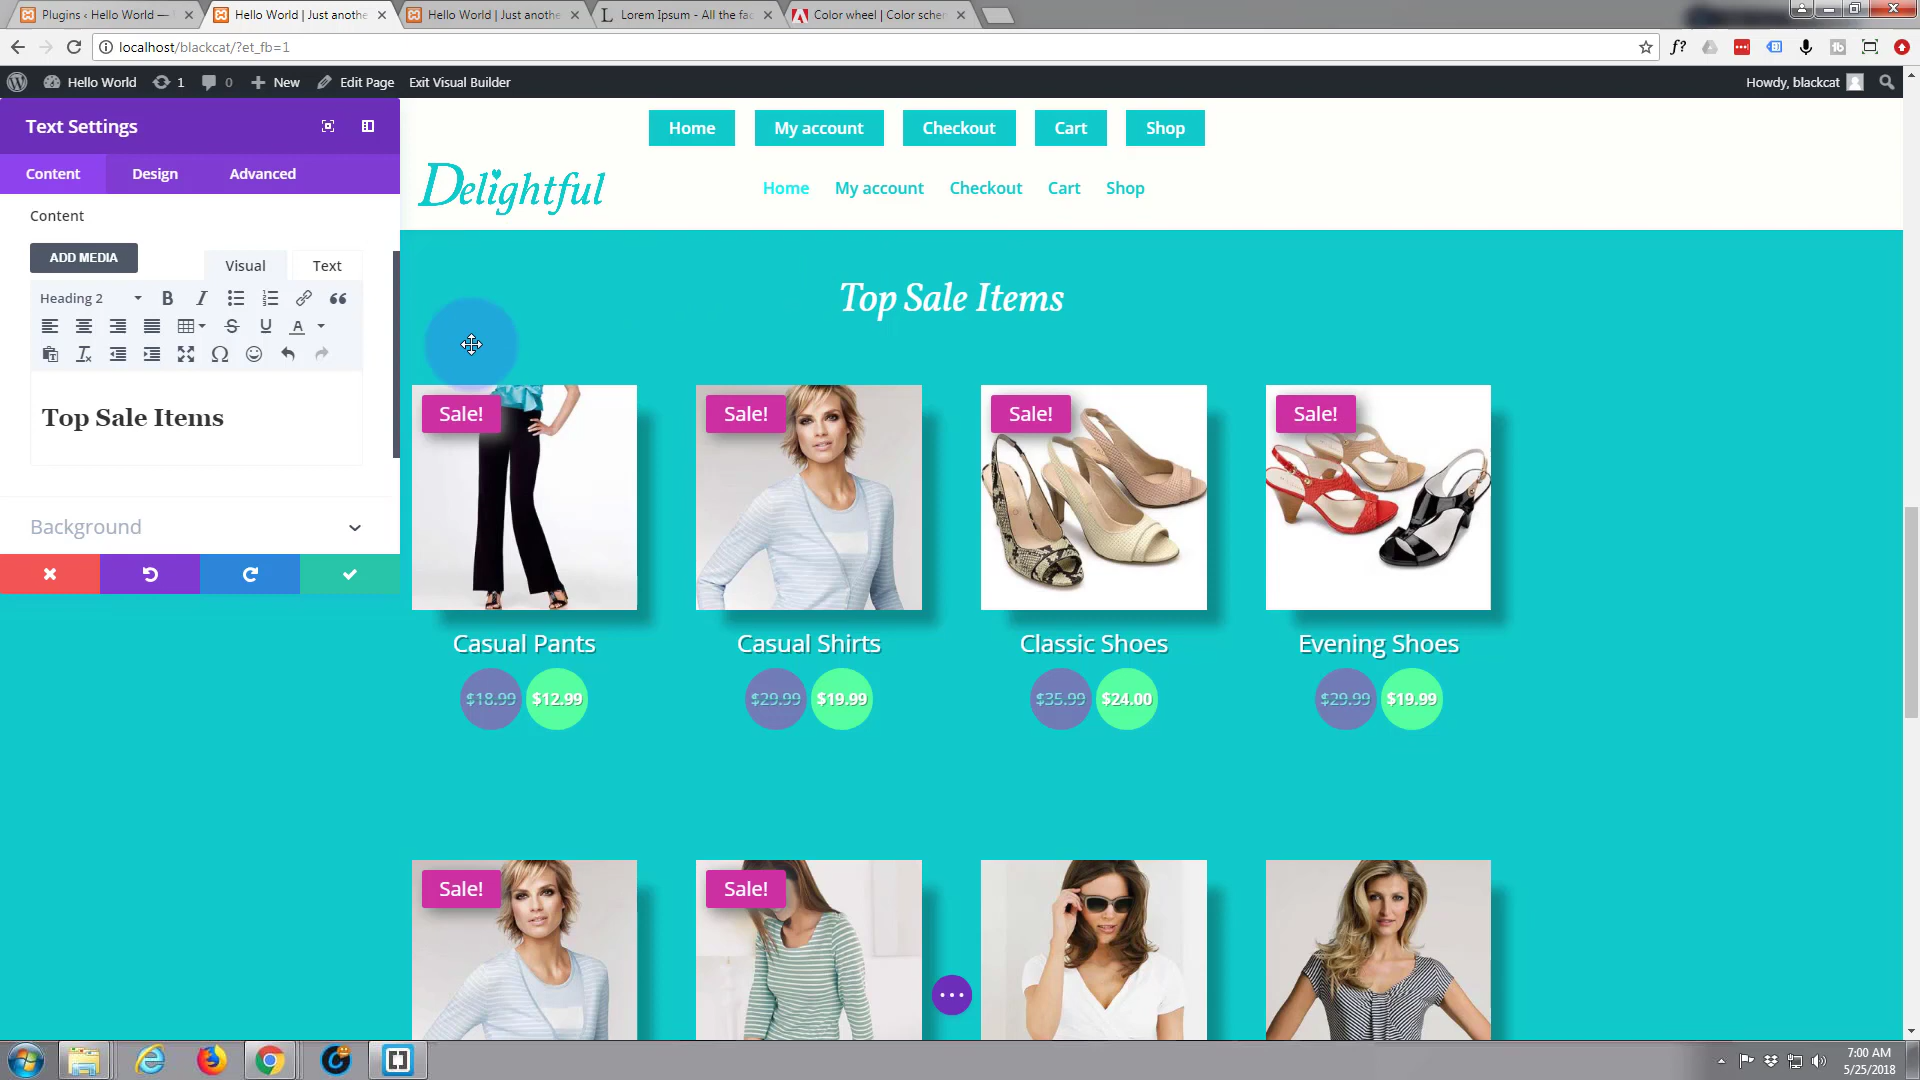 Plugins ‹ Hello World —
Hello World | Just anothe
Hello World | Just anothe
Lorem Ipsum - All the fac
Color wheel | Color schem
localhost/blackcat/?et_fb=1
Hello World
1
0
New
Edit Page
Exit Visual Builder
Howdy, blackcat
Text Settings
Content
Design
Advanced
Content
ADD MEDIA
Visual
Text
Heading 2
Top Sale Items
Background
Home
My account
Checkout
Cart
Shop
Delightful
Home
My account
Checkout
Cart
Shop
Top Sale Items
Sale!
Sale!
Sale!
Sale!
Casual Pants
Casual Shirts
Classic Shoes
Evening Shoes
$18.99 $12.99
$29.99 $19.99
$35.99 $24.00
$29.99 $19.99
Sale!
Sale!
7:00 AM
5/25/2018